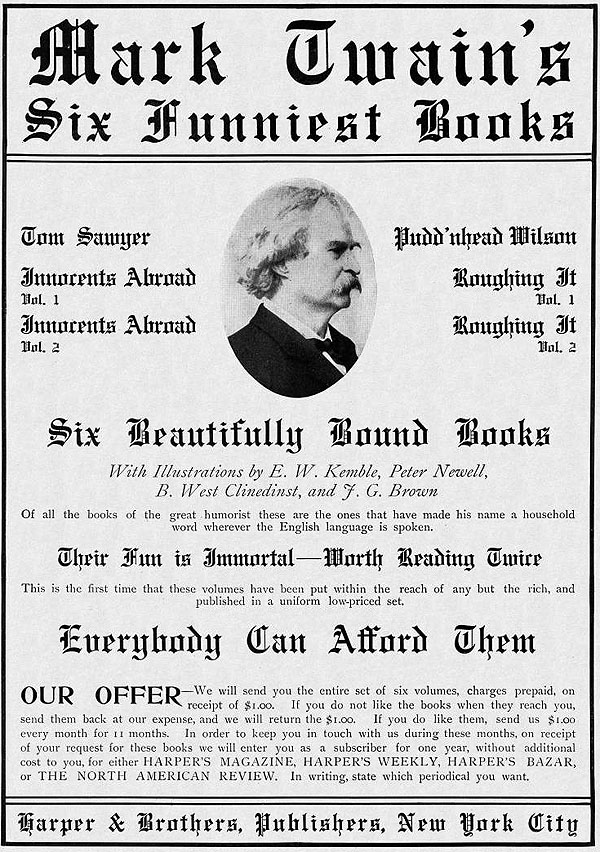 Mark Twain's
Six Funniest Books
Tom Sawyer
Innocents Abroad
Vol. 1
Innocents Abroad
Vol. 2
Pudd'nhead Wilson
Roughing It
Vol. 1
Roughing It
Vol. 2
Six Beautifully Bound Books
With Illustrations by E. W. Kemble, Peter Newell,
B. West Clinedinst, and J. G. Brown
Of all the books of the great humorist these are the ones that have made his name a household
word wherever the English language is spoken.
Their Fun is Immortal—Worth Reading Twice
This is the first time that these volumes have been put within the reach of any but the rich, and
published in a uniform low-priced set.
Everybody Can Afford Them
OUR OFFER—We will send you the entire set of six volumes, charges prepaid, on
receipt of $1.00. If you do not like the books when they reach you,
send them back at our expense, and we will return the $1.00. If you do like them, send us $1.00
every month for 11 months. In order to keep you in touch with us during these months, on receipt
of your request for these books we will enter you as a subscriber for one year, without additional
cost to you, for either HARPER'S MAGAZINE, HARPER'S WEEKLY, HARPER'S BAZAR,
or THE NORTH AMERICAN REVIEW. In writing, state which periodical you want.
Harper & Brothers, Publishers, New York City